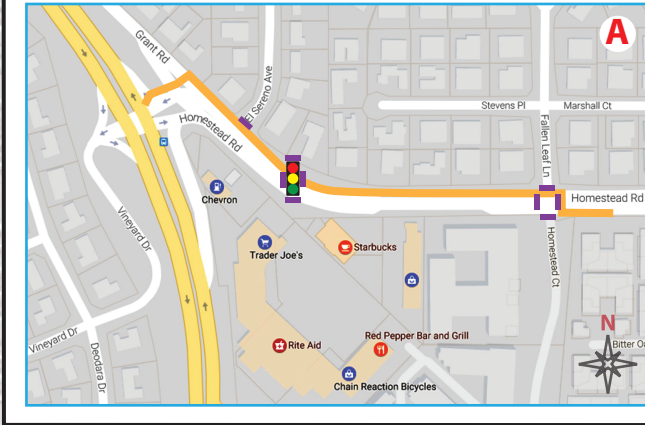 A
Grant Rd
El Sereno Ave
Stevens Pl
Marshall Ct
Fallen Leaf Ln
Homestead Rd
Homestead Rd
Chevron
Vineyard Dr
Trader Joe's
Starbucks
Homestead Ct
N
Rite Aid
Red Pepper Bar and Grill
Bitter
Vineyard Dr
Deodara Dr
Chain Reaction Bicycles